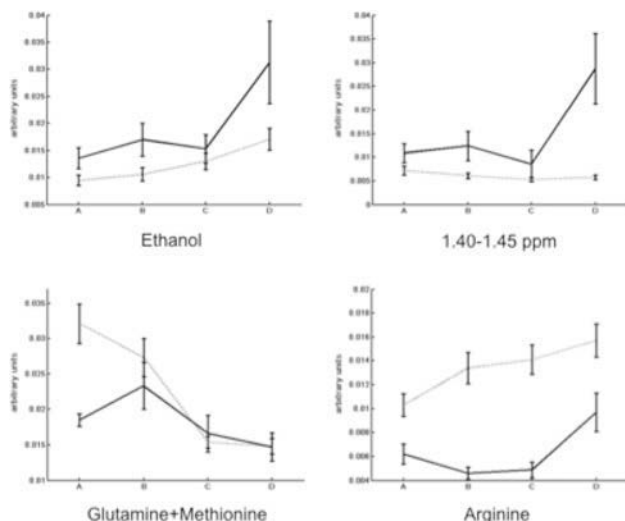 0.04
0.035
0.03
0.025
0.02
0.015
0.01
0.005
arbitrary units
A B C D
Ethanol
0.04
0.035
0.03
0.025
0.02
0.015
0.01
0.005
0
arbitrary units
A B C D
1.40-1.45 ppm
0.035
0.03
0.02
0.015
0.01
arbitrary units
A B C D
Glutamine+Methionine
0.02
0.018
0.016
0.014
0.012
0.01
0.008
0.006
0.004
arbitrary units
A B C D
Arginine